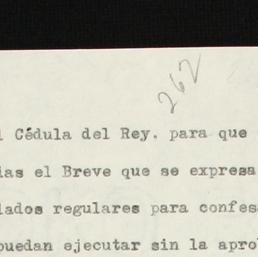 262
l Cédula del Rey. para que
ias el Breve que se expresa
lados regulares para confes
puedan ejecutar sin la apro